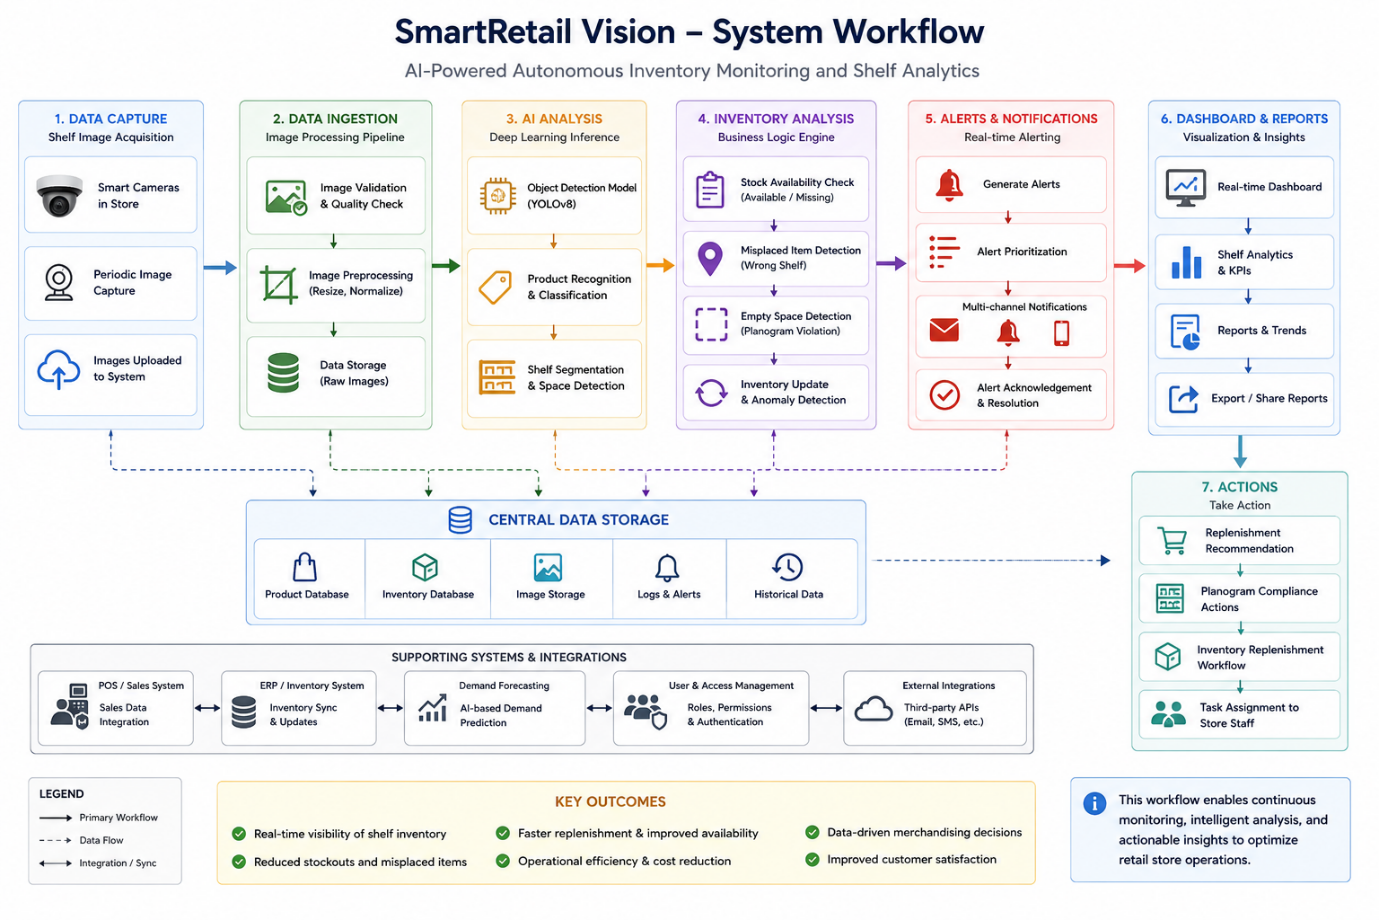 SmartRetail Vision – System Workflow
AI-Powered Autonomous Inventory Monitoring and Shelf Analytics
1. DATA CAPTURE
Shelf Image Acquisition
Smart Cameras
in Store
Periodic Image
Capture
Images Uploaded
to System
2. DATA INGESTION
Image Processing Pipeline
Image Validation
& Quality Check
Image Preprocessing
(Resize, Normalize)
Data Storage
(Raw Images)
3. AI ANALYSIS
Deep Learning Inference
Object Detection Model
(YOLOv8)
Product Recognition
& Classification
Shelf Segmentation
& Space Detection
4. INVENTORY ANALYSIS
Business Logic Engine
Stock Availability Check
(Available / Missing)
Misplaced Item Detection
(Wrong Shelf)
Empty Space Detection
(Planogram Violation)
Inventory Update
& Anomaly Detection
5. ALERTS & NOTIFICATIONS
Real-time Alerting
Generate Alerts
Alert Prioritization
Multi-channel Notifications
Alert Acknowledgement
& Resolution
6. DASHBOARD & REPORTS
Visualization & Insights
Real-time Dashboard
Shelf Analytics
& KPIs
Reports & Trends
Export / Share Reports
7. ACTIONS
Take Action
Replenishment
Recommendation
Planogram Compliance
Actions
Inventory Replenishment
Workflow
Task Assignment to
Store Staff
CENTRAL DATA STORAGE
Product Database
Inventory Database
Image Storage
Logs & Alerts
Historical Data
SUPPORTING SYSTEMS & INTEGRATIONS
POS / Sales System
Sales Data
Integration
ERP / Inventory System
Inventory Sync
& Updates
Demand Forecasting
AI-based Demand
Prediction
User & Access Management
Roles, Permissions
& Authentication
External Integrations
Third-party APIs
(Email, SMS, etc.)
LEGEND
Primary Workflow
Data Flow
Integration / Sync
KEY OUTCOMES
Real-time visibility of shelf inventory
Faster replenishment & improved availability
Data-driven merchandising decisions
Reduced stockouts and misplaced items
Operational efficiency & cost reduction
Improved customer satisfaction
This workflow enables continuous
monitoring, intelligent analysis, and
actionable insights to optimize
retail store operations.